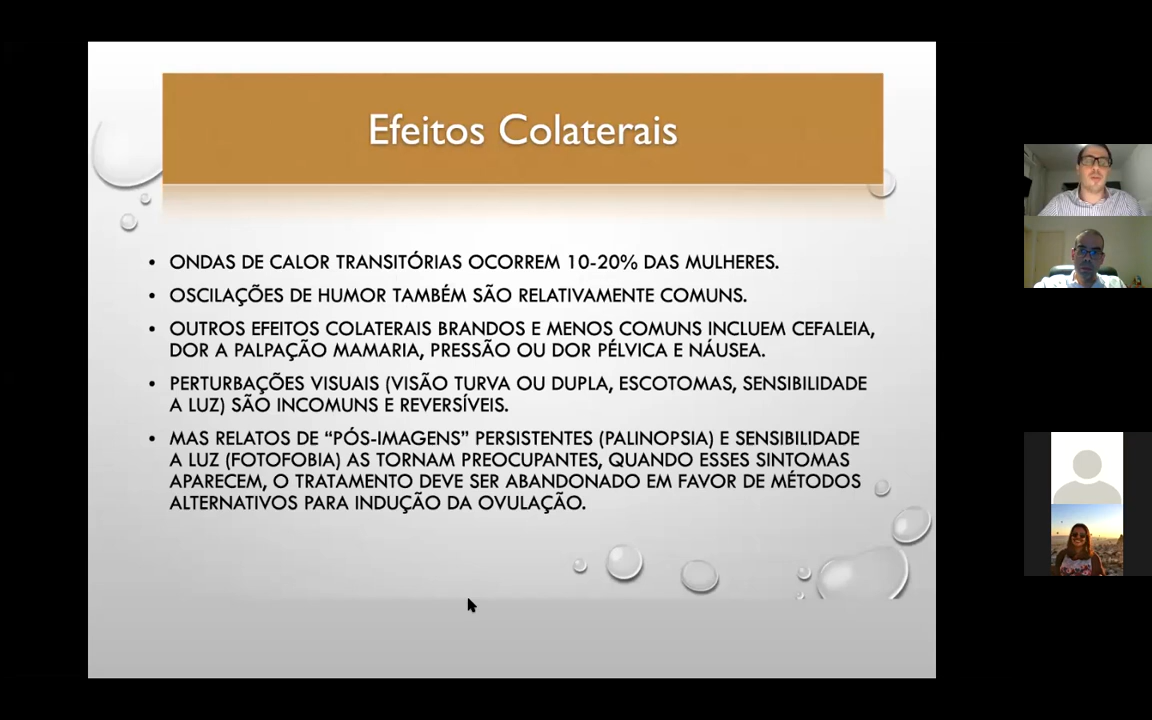 Efeitos Colaterais
• ONDAS DE CALOR TRANSITÓRIAS OCORREM 10-20% DAS MULHERES.
• OSCILAÇÕES DE HUMOR TAMBÉM SÃO RELATIVAMENTE COMUNS.
• OUTROS EFEITOS COLATERAIS BRANDOS E MENOS COMUNS INCLUEM CEFALEIA,
DOR A PALPAÇÃO MAMARIA, PRESSÃO OU DOR PÉLVICA E NÁUSEA.
• PERTURBAÇÕES VISUAIS (VISÃO TURVA OU DUPLA, ESCOTOMAS, SENSIBILIDADE
A LUZ) SÃO INCOMUNS E REVERSÍVEIS.
• MAS RELATOS DE “PÓS-IMAGENS” PERSISTENTES (PALINOPSIA) E SENSIBILIDADE
A LUZ (FOTOFOBIA) AS TORNAM PREOCUPANTES, QUANDO ESSES SINTOMAS
APARECEM, O TRATAMENTO DEVE SER ABANDONADO EM FAVOR DE MÉTODOS
ALTERNATIVOS PARA INDUÇÃO DA OVULAÇÃO.